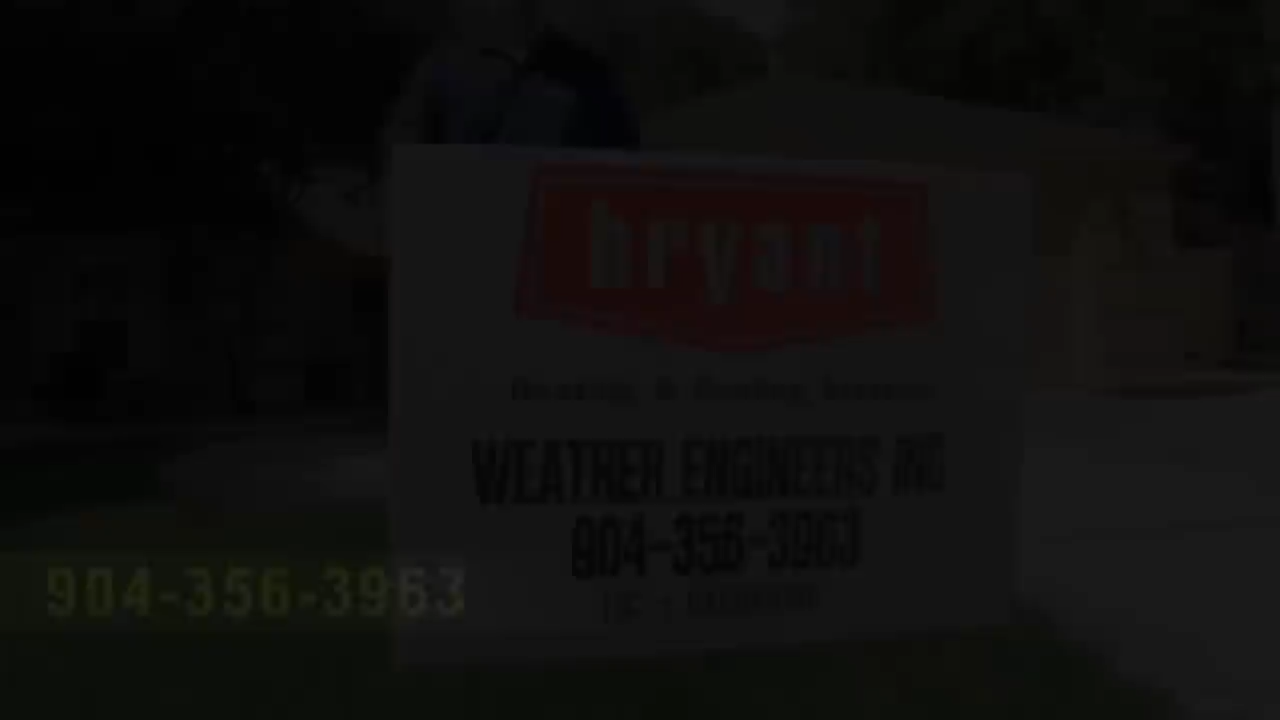 bryant
Heating & Cooling Systems
WEATHER ENGINEERS INC
904-356-3963
904-356-3963